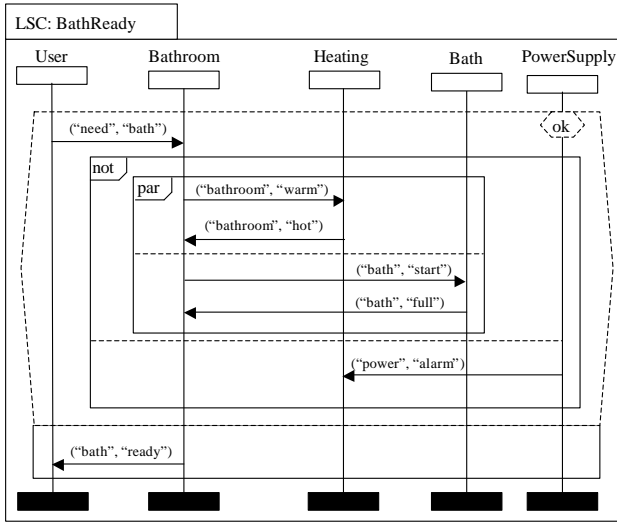 LSC: BathReady
User Bathroom Heating Bath PowerSupply
ok
(“need”, “bath”)
not
par
(“bathroom”, “warm”)
(“bathroom”, “hot”)
(“bath”, “start”)
(“bath”, “full”)
(“power”, “alarm”)
(“bath”, “ready”)